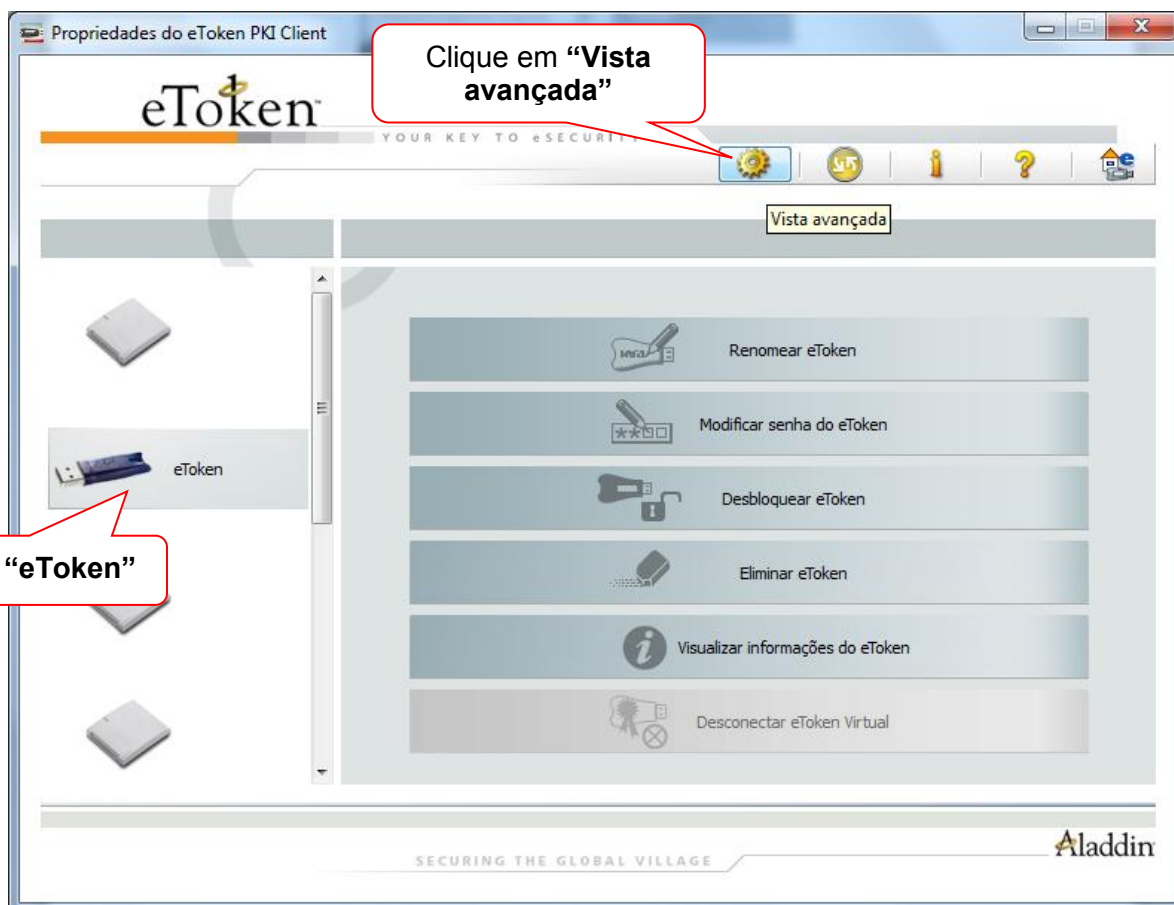 Propriedades do eToken PKI Client
Clique em “Vista
avançada”
eToken
YOUR KEY TO eSECURITY
Vista avançada
Renomear eToken
Modificar senha do eToken
eToken
Desbloquear eToken
“eToken”
Eliminar eToken
Visualizar informações do eToken
Desconectar eToken Virtual
Aladdin
SECURING THE GLOBAL VILLAGE